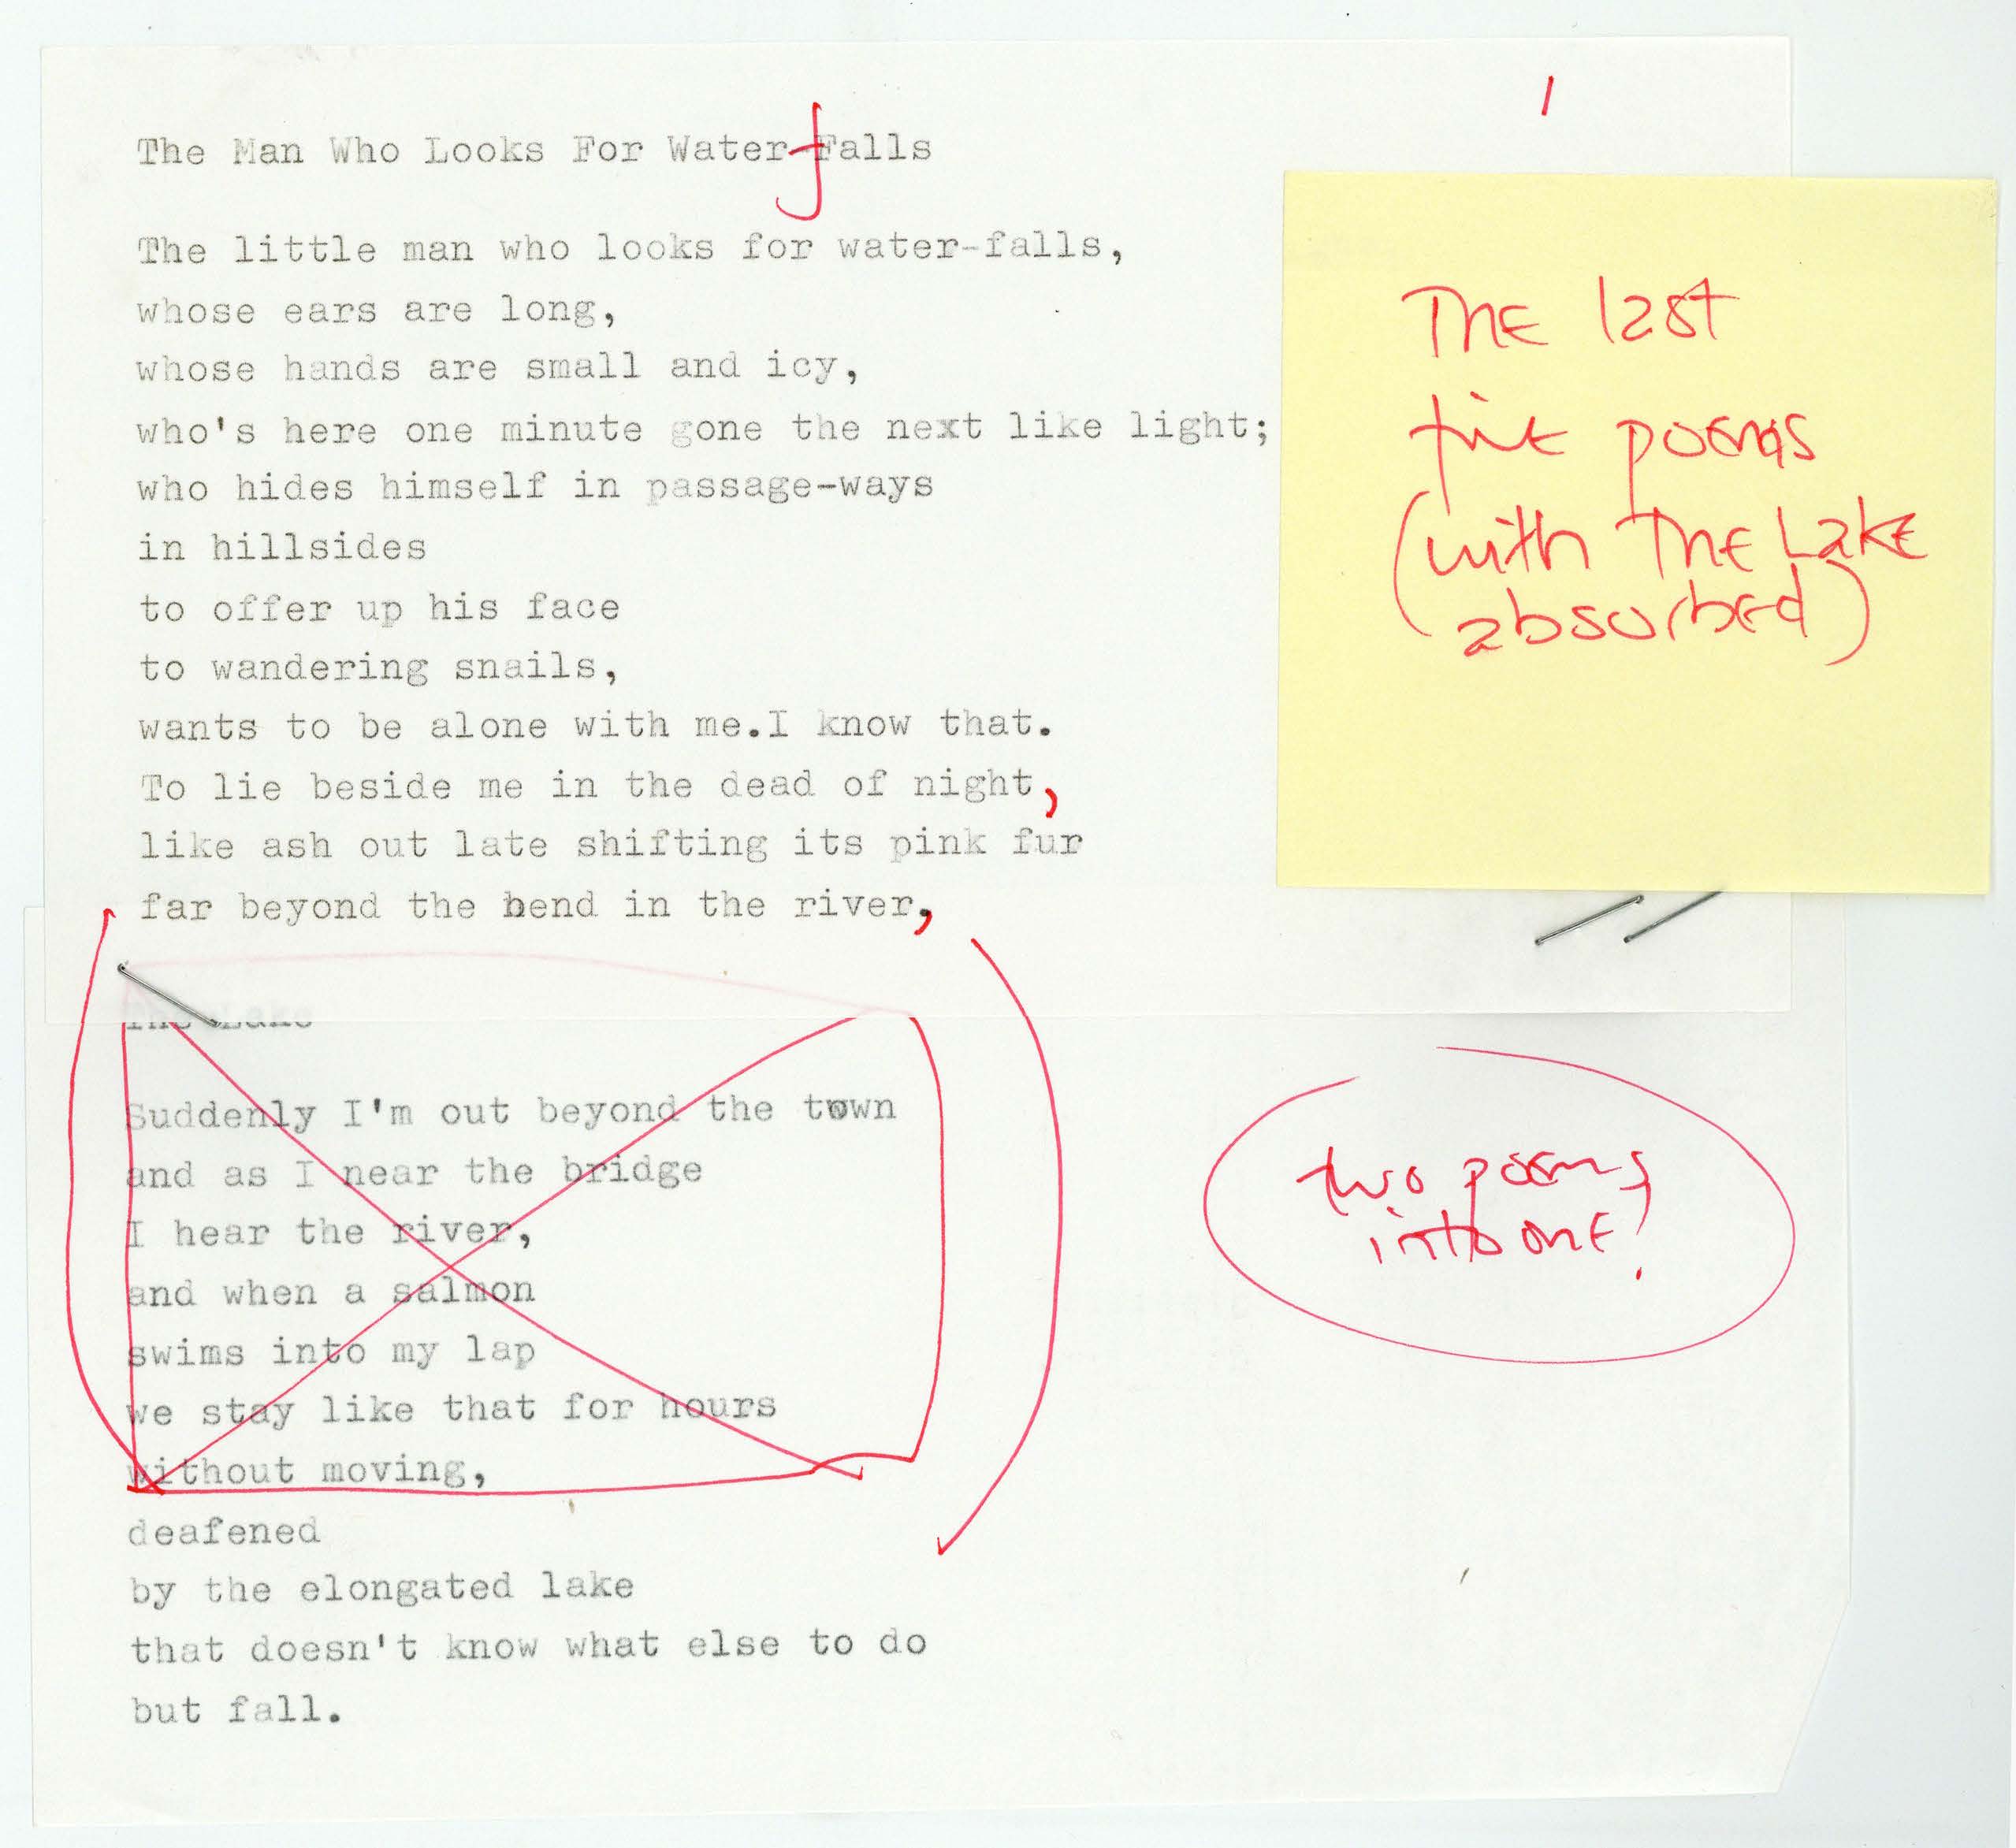 1
The Man Who Looks For Water-falls
The little man who looks for water-falls,
whose ears are long,
whose hands are small and icy,
who's here one minute gone the next like light;
who hides himself in passage-ways
in hillsides
to offer up his face
to wandering snails,
wants to be alone with me.I know that.
To lie beside me in the dead of night,
like ash out late shifting its pink fur
far beyond the bend in the river,
The Lake
Suddenly I'm out beyond the town
and as I near the bridge
I hear the river,
and when a salmon
swims into my lap
we stay like that for hours
without moving,
deafened
by the elongated lake
that doesn't know what else to do
but fall.
The last
five poems
(with The Lake
absorbed)
two poems
into one!